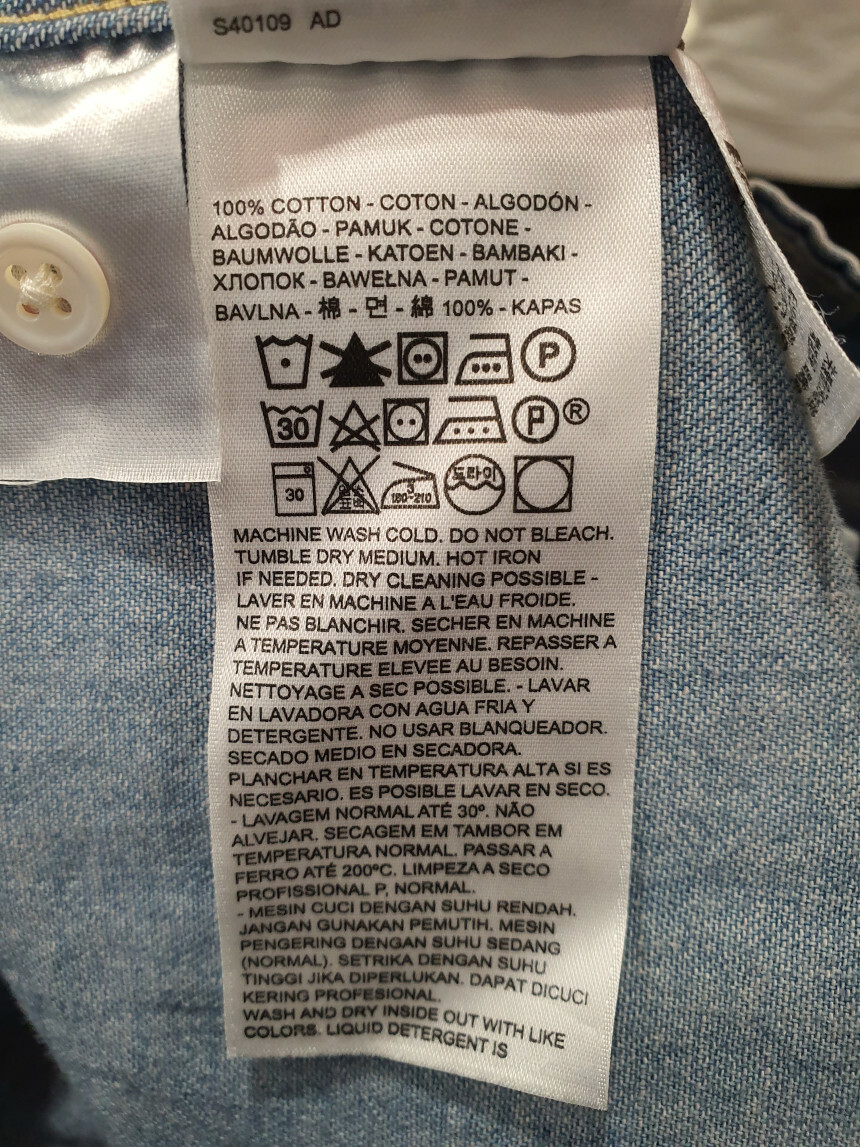 S40109 AD
100% COTTON - COTON - ALGODÓN -
ALGODÃO - PAMUK - COTONE -
BAUMWOLLE - KATOEN - BAMBAKI -
ХЛОПОК - BAWEŁNA - PAMUT -
BAVLNA - 棉 - 면 - 綿 100% - KAPAS
P
30 P ®
30 염소 표백 3 180~210 드라이
MACHINE WASH COLD. DO NOT BLEACH.
TUMBLE DRY MEDIUM. HOT IRON
IF NEEDED. DRY CLEANING POSSIBLE -
LAVER EN MACHINE A L'EAU FROIDE.
NE PAS BLANCHIR. SECHER EN MACHINE
A TEMPERATURE MOYENNE. REPASSER A
TEMPERATURE ELEVEE AU BESOIN.
NETTOYAGE A SEC POSSIBLE. - LAVAR
EN LAVADORA CON AGUA FRIA Y
DETERGENTE. NO USAR BLANQUEADOR.
SECADO MEDIO EN SECADORA.
PLANCHAR EN TEMPERATURA ALTA SI ES
NECESARIO. ES POSIBLE LAVAR EN SECO.
- LAVAGEM NORMAL ATÉ 30º. NÃO
ALVEJAR. SECAGEM EM TAMBOR EM
TEMPERATURA NORMAL. PASSAR A
FERRO ATÉ 200ºC. LIMPEZA A SECO
PROFISSIONAL P, NORMAL.
- MESIN CUCI DENGAN SUHU RENDAH.
JANGAN GUNAKAN PEMUTIH. MESIN
PENGERING DENGAN SUHU SEDANG
(NORMAL). SETRIKA DENGAN SUHU
TINGGI JIKA DIPERLUKAN. DAPAT DICUCI
KERING PROFESIONAL.
WASH AND DRY INSIDE OUT WITH LIKE
COLORS. LIQUID DETERGENT IS